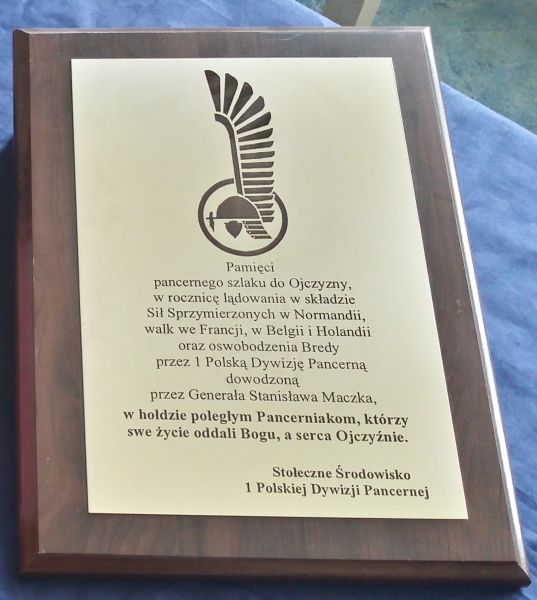 Pamięci
pancernego szlaku do Ojczyzny,
w rocznicę lądowania w składzie
Sił Sprzymierzonych w Normandii,
walk we Francji, w Belgii i Holandii
oraz oswobodzenia Bredy
przez 1 Polską Dywizję Pancerną
dowodzoną
przez Generała Stanisława Maczka,
w hołdzie poległym Pancerniakom, którzy
swe życie oddali Bogu, a serca Ojczyźnie.
Stołeczne Środowisko
1 Polskiej Dywizji Pancernej